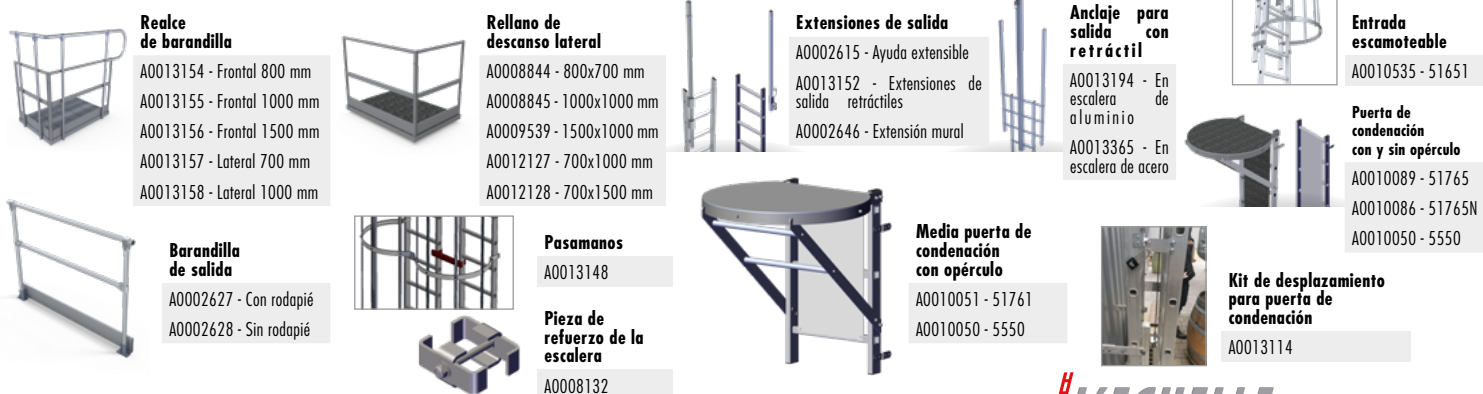 Realce
de barandilla
A0013154 - Frontal 800 mm
A0013155 - Frontal 1000 mm
A0013156 - Frontal 1500 mm
A0013157 - Lateral 700 mm
A0013158 - Lateral 1000 mm
Rellano de
descanso lateral
A0008844 - 800x700 mm
A0008845 - 1000x1000 mm
A0009539 - 1500x1000 mm
A0012127 - 700x1000 mm
A0012128 - 700x1500 mm
Extensiones de salida
A0002615 - Ayuda extensible
A0013152 - Extensiones de
salida retráctiles
A0002646 - Extensión mural
Anclaje para
salida con
retráctil
A0013194 - En
escalera de
aluminio
A0013365 - En
escalera de acero
Entrada
escamoteable
A0010535 - 51651
Puerta de
condenación
con y sin opérculo
A0010089 - 51765
A0010086 - 51765N
A0010050 - 5550
Barandilla
de salida
A0002627 - Con rodapié
A0002628 - Sin rodapié
Pasamanos
A0013148
Pieza de
refuerzo de la
escalera
A0008132
Media puerta de
condenación
con opérculo
A0010051 - 51761
A0010050 - 5550
Kit de desplazamiento
para puerta de
condenación
A0013114